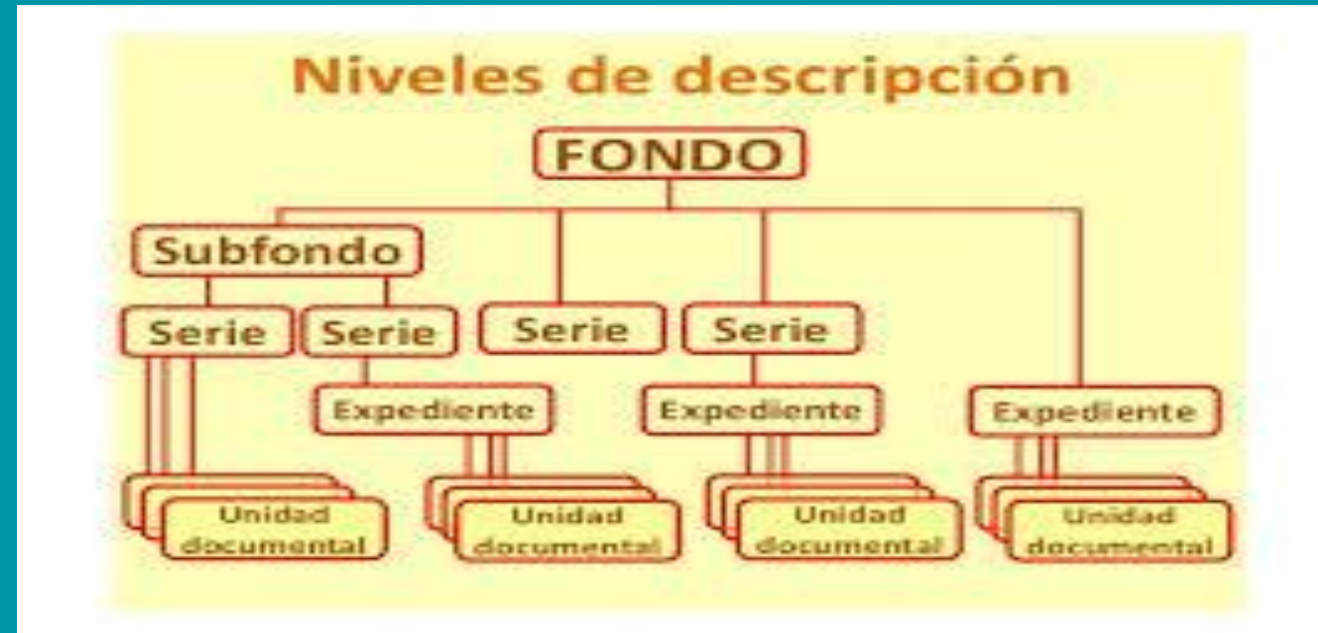 Niveles de descripción
FONDO
Subfondo
Serie
Serie
Serie
Serie
Expediente
Expediente
Expediente
Unidad
documental
Unidad
documental
Unidad
documental
Unidad
documental